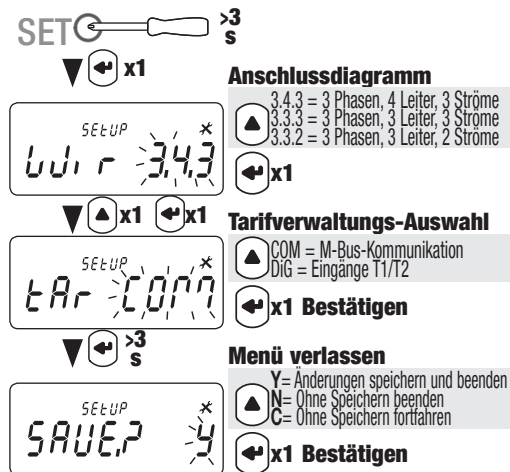 SET >3 s
x1
Anschlussdiagramm
3.4.3 = 3 Phasen, 4 Leiter, 3 Ströme
3.3.3 = 3 Phasen, 3 Leiter, 3 Ströme
3.3.2 = 3 Phasen, 3 Leiter, 2 Ströme
x1
SEtUP
Wir 3.4.3
x1 x1
Tarifverwaltungs-Auswahl
COM = M-Bus-Kommunikation
DiG = Eingänge T1/T2
x1 Bestätigen
SEtUP
tAr COM
>3 s
Menü verlassen
Y= Änderungen speichern und beenden
N= Ohne Speichern beenden
C= Ohne Speichern fortfahren
x1 Bestätigen
SEtUP
SAVE? Y